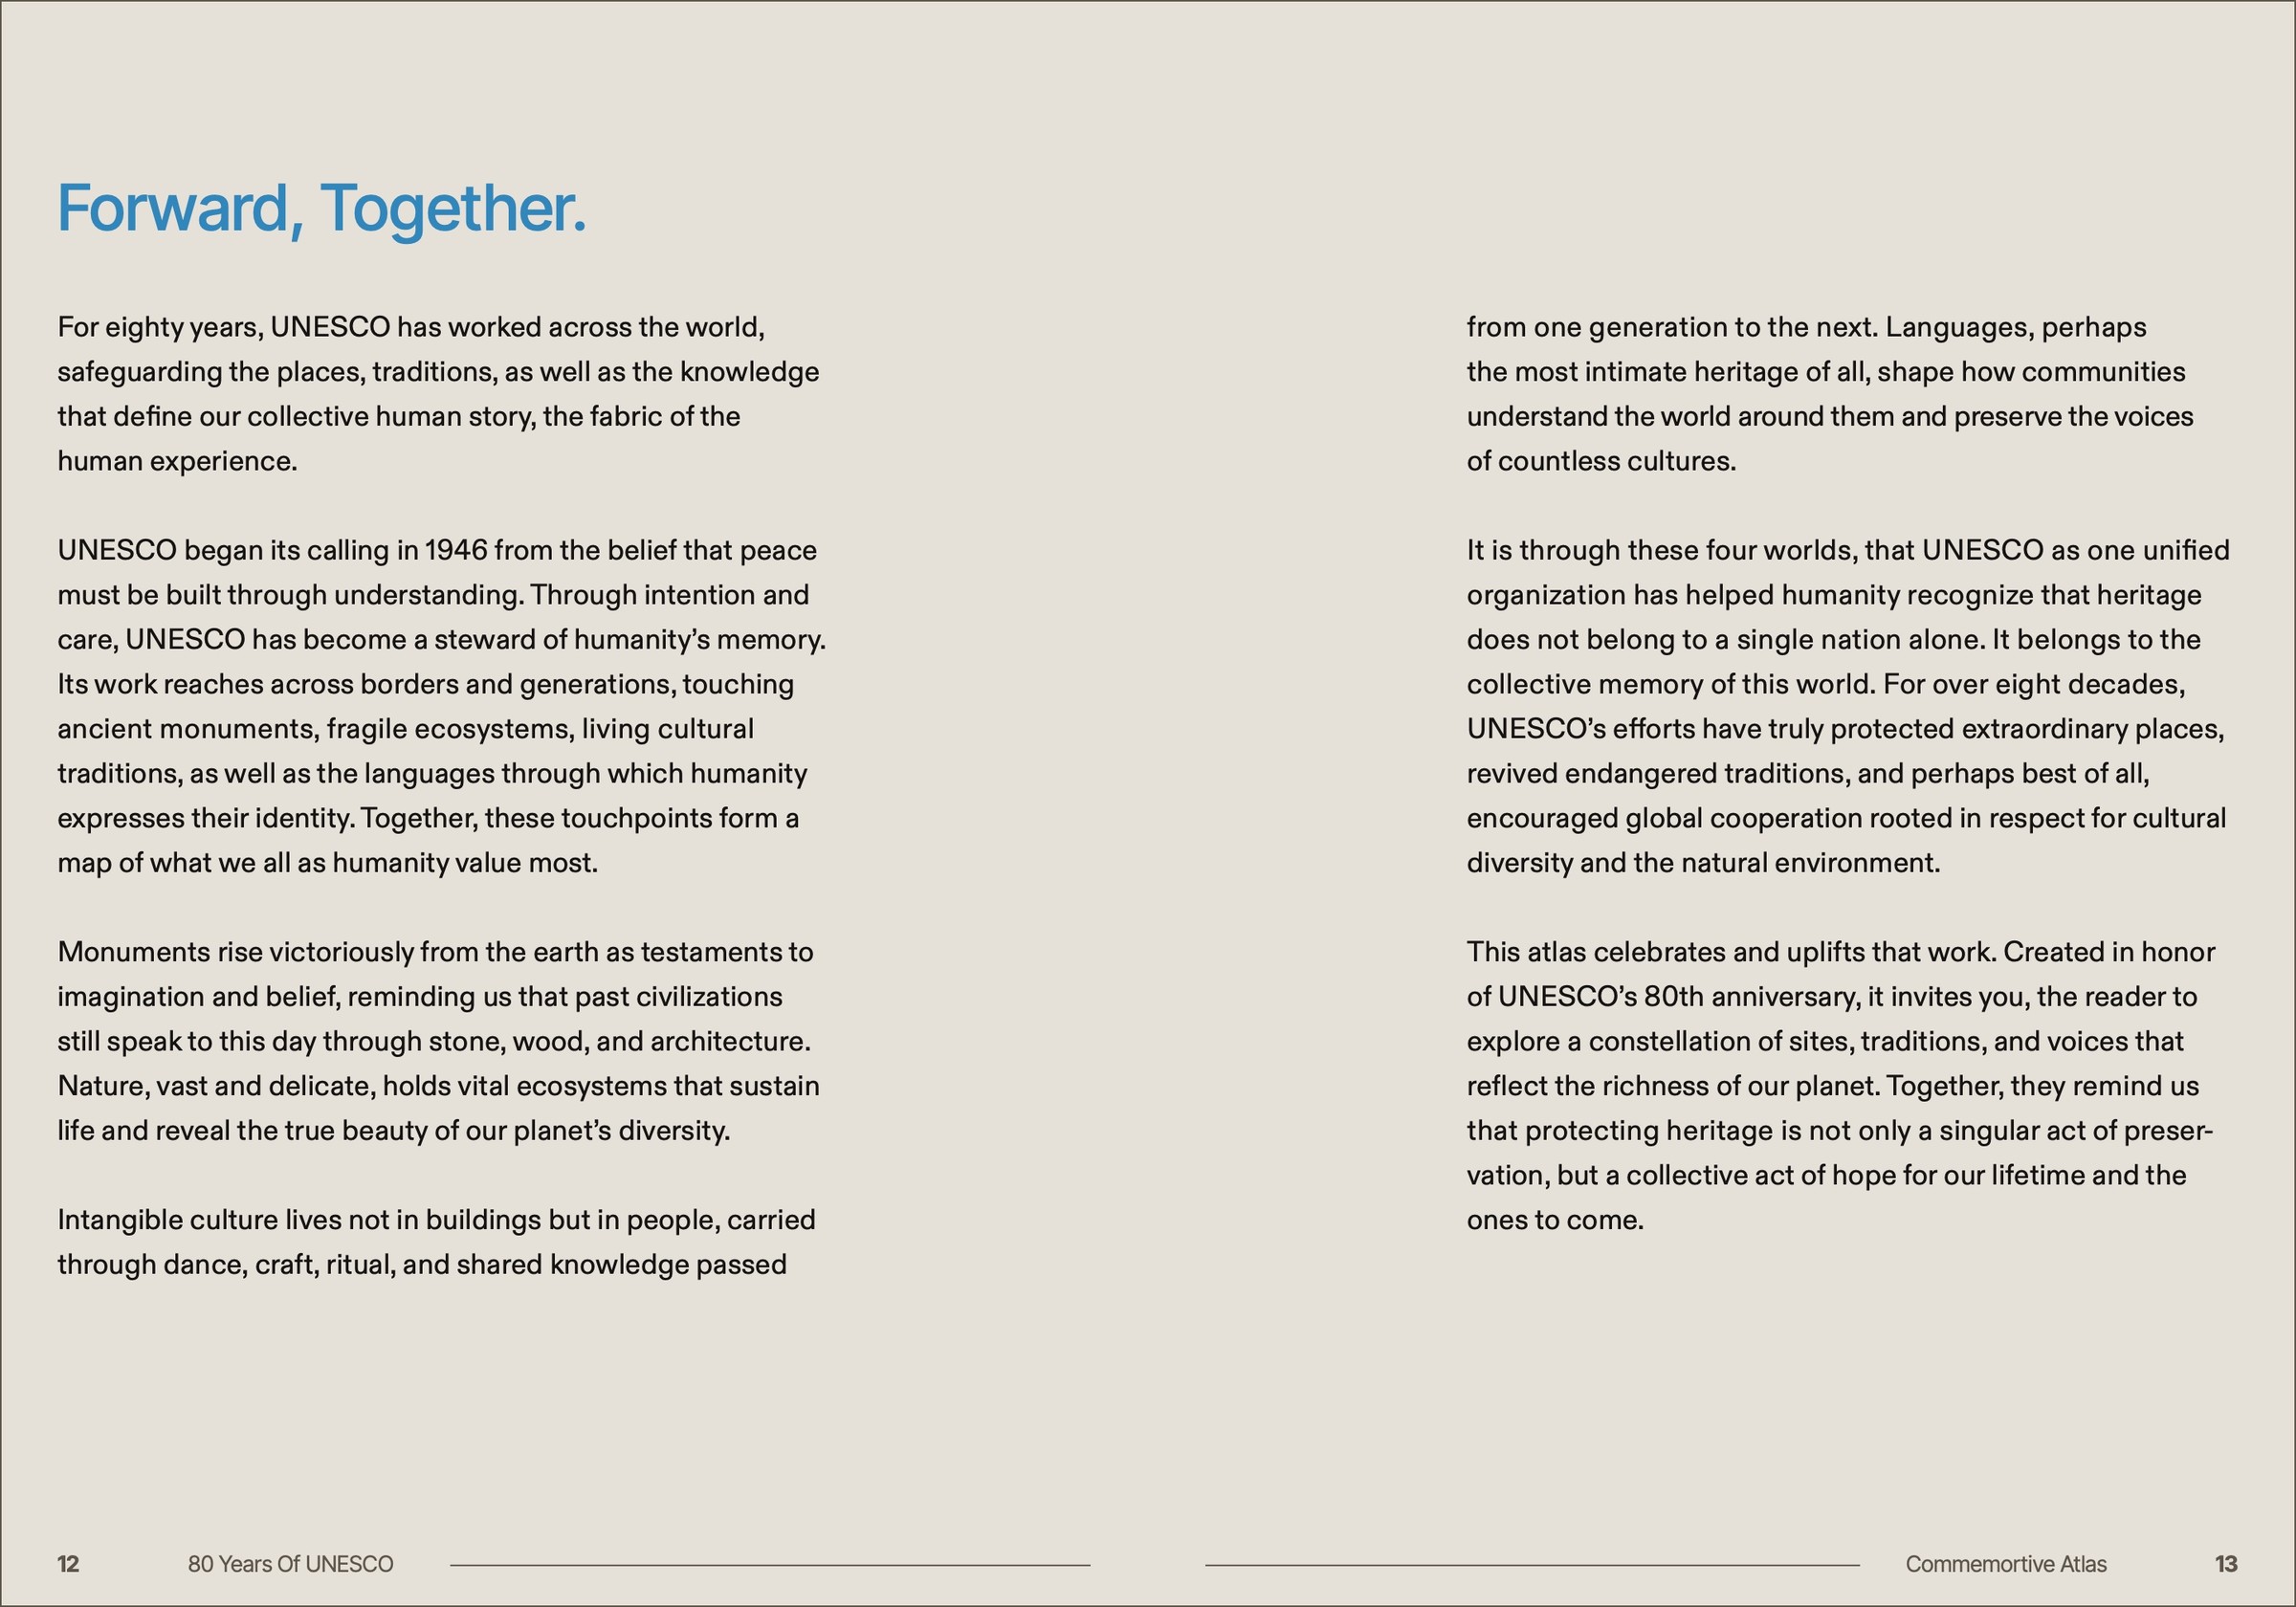 Forward, Together.
For eighty years, UNESCO has worked across the world,
safeguarding the places, traditions, as well as the knowledge
that define our collective human story, the fabric of the
human experience.
UNESCO began its calling in 1946 from the belief that peace
must be built through understanding. Through intention and
care, UNESCO has become a steward of humanity’s memory.
Its work reaches across borders and generations, touching
ancient monuments, fragile ecosystems, living cultural
traditions, as well as the languages through which humanity
expresses their identity. Together, these touchpoints form a
map of what we all as humanity value most.
Monuments rise victoriously from the earth as testaments to
imagination and belief, reminding us that past civilizations
still speak to this day through stone, wood, and architecture.
Nature, vast and delicate, holds vital ecosystems that sustain
life and reveal the true beauty of our planet’s diversity.
Intangible culture lives not in buildings but in people, carried
through dance, craft, ritual, and shared knowledge passed
from one generation to the next. Languages, perhaps
the most intimate heritage of all, shape how communities
understand the world around them and preserve the voices
of countless cultures.
It is through these four worlds, that UNESCO as one unified
organization has helped humanity recognize that heritage
does not belong to a single nation alone. It belongs to the
collective memory of this world. For over eight decades,
UNESCO’s efforts have truly protected extraordinary places,
revived endangered traditions, and perhaps best of all,
encouraged global cooperation rooted in respect for cultural
diversity and the natural environment.
This atlas celebrates and uplifts that work. Created in honor
of UNESCO’s 80th anniversary, it invites you, the reader to
explore a constellation of sites, traditions, and voices that
reflect the richness of our planet. Together, they remind us
that protecting heritage is not only a singular act of preser-
vation, but a collective act of hope for our lifetime and the
ones to come.
12 80 Years Of UNESCO
Commemortive Atlas 13